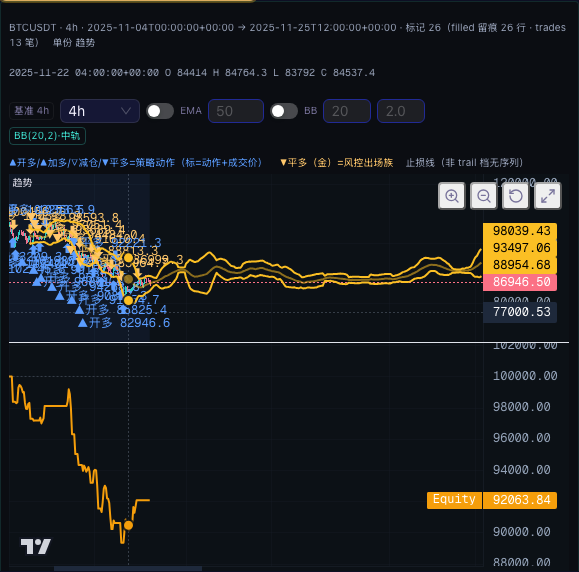 BTCUSDT · 4h · 2025-11-04T00:00:00+00:00 → 2025-11-25T12:00:00+00:00 · 标记 26（filled 留痕 26 行 · trades
13 笔） 单份 趋势
2025-11-22 04:00:00+00:00 O 84414 H 84764.3 L 83792 C 84537.4
基准 4h
4h
EMA
50
BB
20
2.0
BB(20,2)·中轨
▲开多/▲加多/▽减仓/▼平多=策略动作（标=动作+成交价） ▼平多（金）=风控出场族 止损线（非 trail 档无序列）
趋势
120000.00
98039.43
93497.06
88954.68
86946.50
80000.00
77000.53
▲开多 85825.4
▲开多 82946.6
102000.00
100000.00
98000.00
96000.00
94000.00
Equity 92063.84
90000.00
88000.00